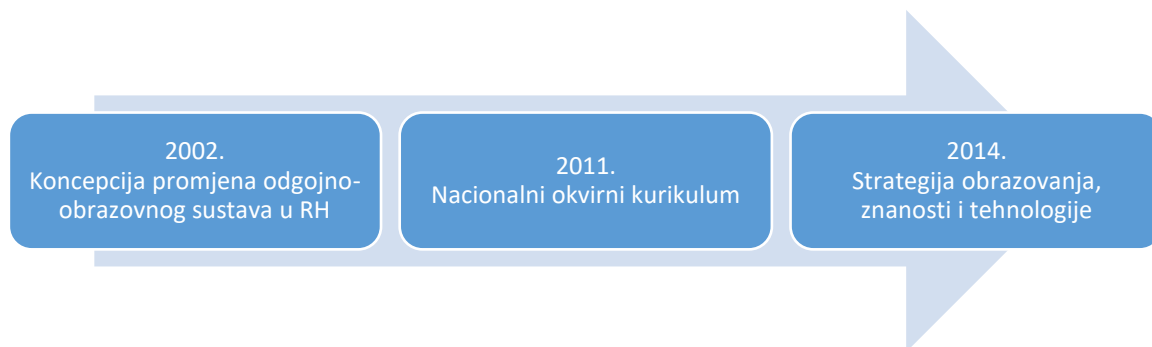 2002.
Koncepcija promjena odgojno-
obrazovnog sustava u RH
2011.
Nacionalni okvirni kurikulum
2014.
Strategija obrazovanja,
znanosti i tehnologije